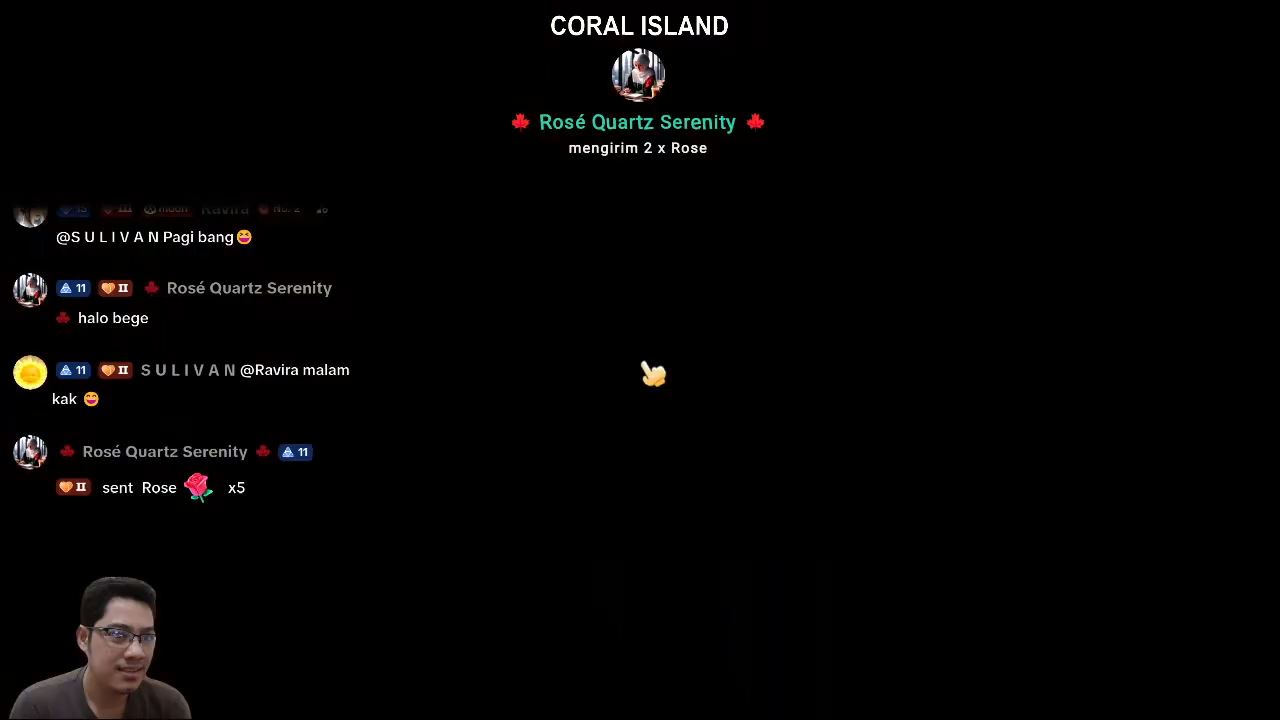 CORAL ISLAND
Rosé Quartz Serenity
mengirim 2 x Rose
Ravira
@S U L I V A N Pagi bang
11 II Rosé Quartz Serenity
halo bege
11 II S U L I V A N @Ravira malam
kak
Rosé Quartz Serenity 11
II sent Rose x5